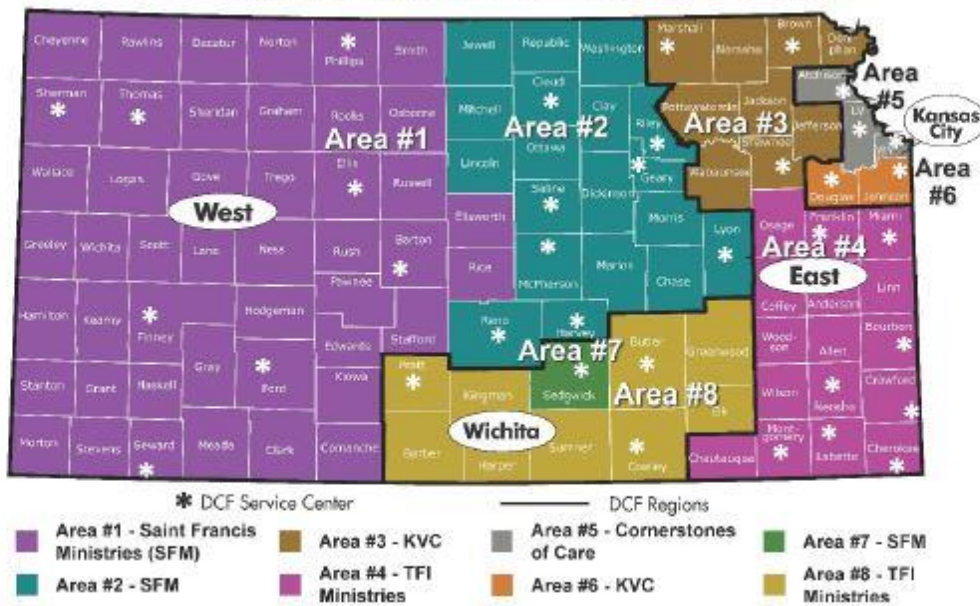 Cheyenne Rawlins Decatur Norton Phillips Smith Jewell Republic Washington Marshall Nemaha Brown
Atchison
Area #5
Sherman Thomas Sheridan Graham Rooks Osborne Mitchell Cloud Clay Riley Pottawatomie Jackson Jefferson LV
Kansas City
Area #1 Area #2 Area #3
Wallace Logan Gove Trego Ellis Russell Lincoln Ottawa Saline Dickinson Geary Wabaunsee Shawnee Douglas Johnson
Area #6
West
Greeley Wichita Scott Lane Ness Rush Barton Ellsworth Rice McPherson Marion Morris Chase Lyon Osage Franklin Miami
Area #4
East
Pawnee
Hamilton Kearny Finney Hodgeman Edwards Stafford Reno Harvey Butler Greenwood Coffey Anderson Linn
Area #7
Stanton Grant Haskell Gray Ford Kiowa Pratt Kingman Sedgwick Elk Wood-
son Allen Bourbon
Area #8
Wilson Neosho Crawford
Wichita
Morton Stevens Seward Meade Clark Comanche Barber Harper Sumner Cowley Chautauqua Mont-
gomery Labette Cherokee
DCF Service Center
DCF Regions
Area #1 - Saint Francis
Ministries (SFM)
Area #3 - KVC
Area #5 - Cornerstones
of Care
Area #7 - SFM
Area #2 - SFM
Area #4 - TFI
Ministries
Area #6 - KVC
Area #8 - TFI
Ministries